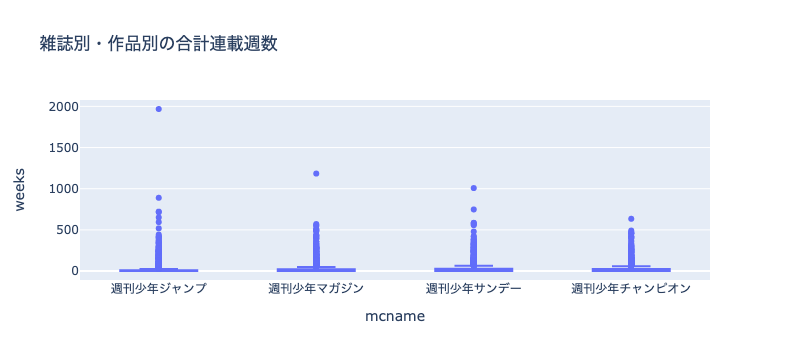 雑誌別・作品別の合計連載週数
weeks
2000
1500
1000
500
0
週刊少年ジャンプ 週刊少年マガジン 週刊少年サンデー 週刊少年チャンピオン
mcname